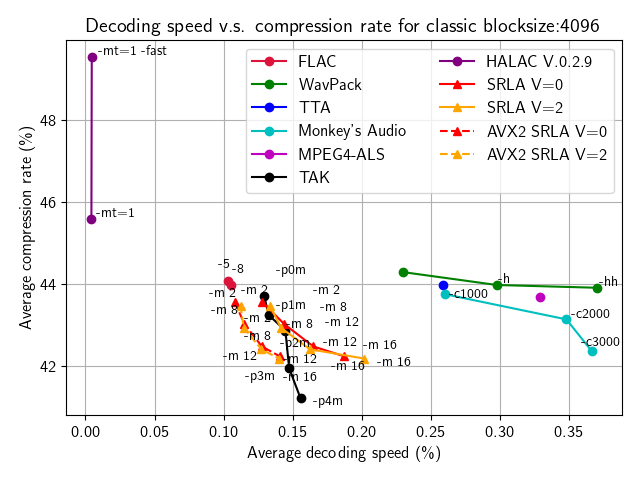 Decoding speed v.s. compression rate for classic blocksize:4096
-mt=1 -fast
FLAC
WavPack
TTA
Monkey's Audio
MPEG4-ALS
TAK
HALAC V.0.2.9
SRLA V=0
SRLA V=2
AVX2 SRLA V=0
AVX2 SRLA V=2
48
46
44
42
Average compression rate (%)
-mt=1
-5
-8
-p0m
-h
-hh
-m 2
-m 2
-m 2
-c1000
-m 8
-p1m
-m 8
-c2000
-m 2
-m 8
-m 12
-m 8
-p2m
-m 12
-m 16
-c3000
-m 12
-m 12
-m 16
-m 16
-p3m
-m 16
-p4m
0.00
0.05
0.10
0.15
0.20
0.25
0.30
0.35
Average decoding speed (%)